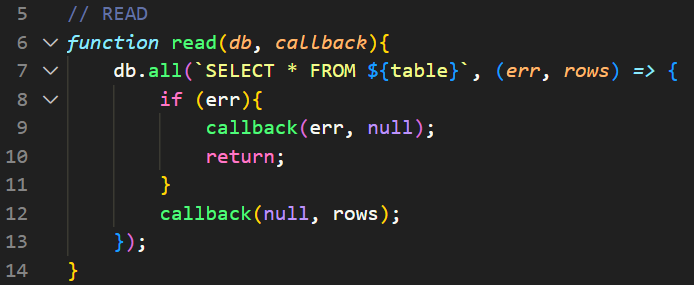 5 // READ
6 function read(db, callback){
7     db.all(`SELECT * FROM ${table}`, (err, rows) => {
8         if (err){
9             callback(err, null);
10             return;
11         }
12         callback(null, rows);
13     });
14 }